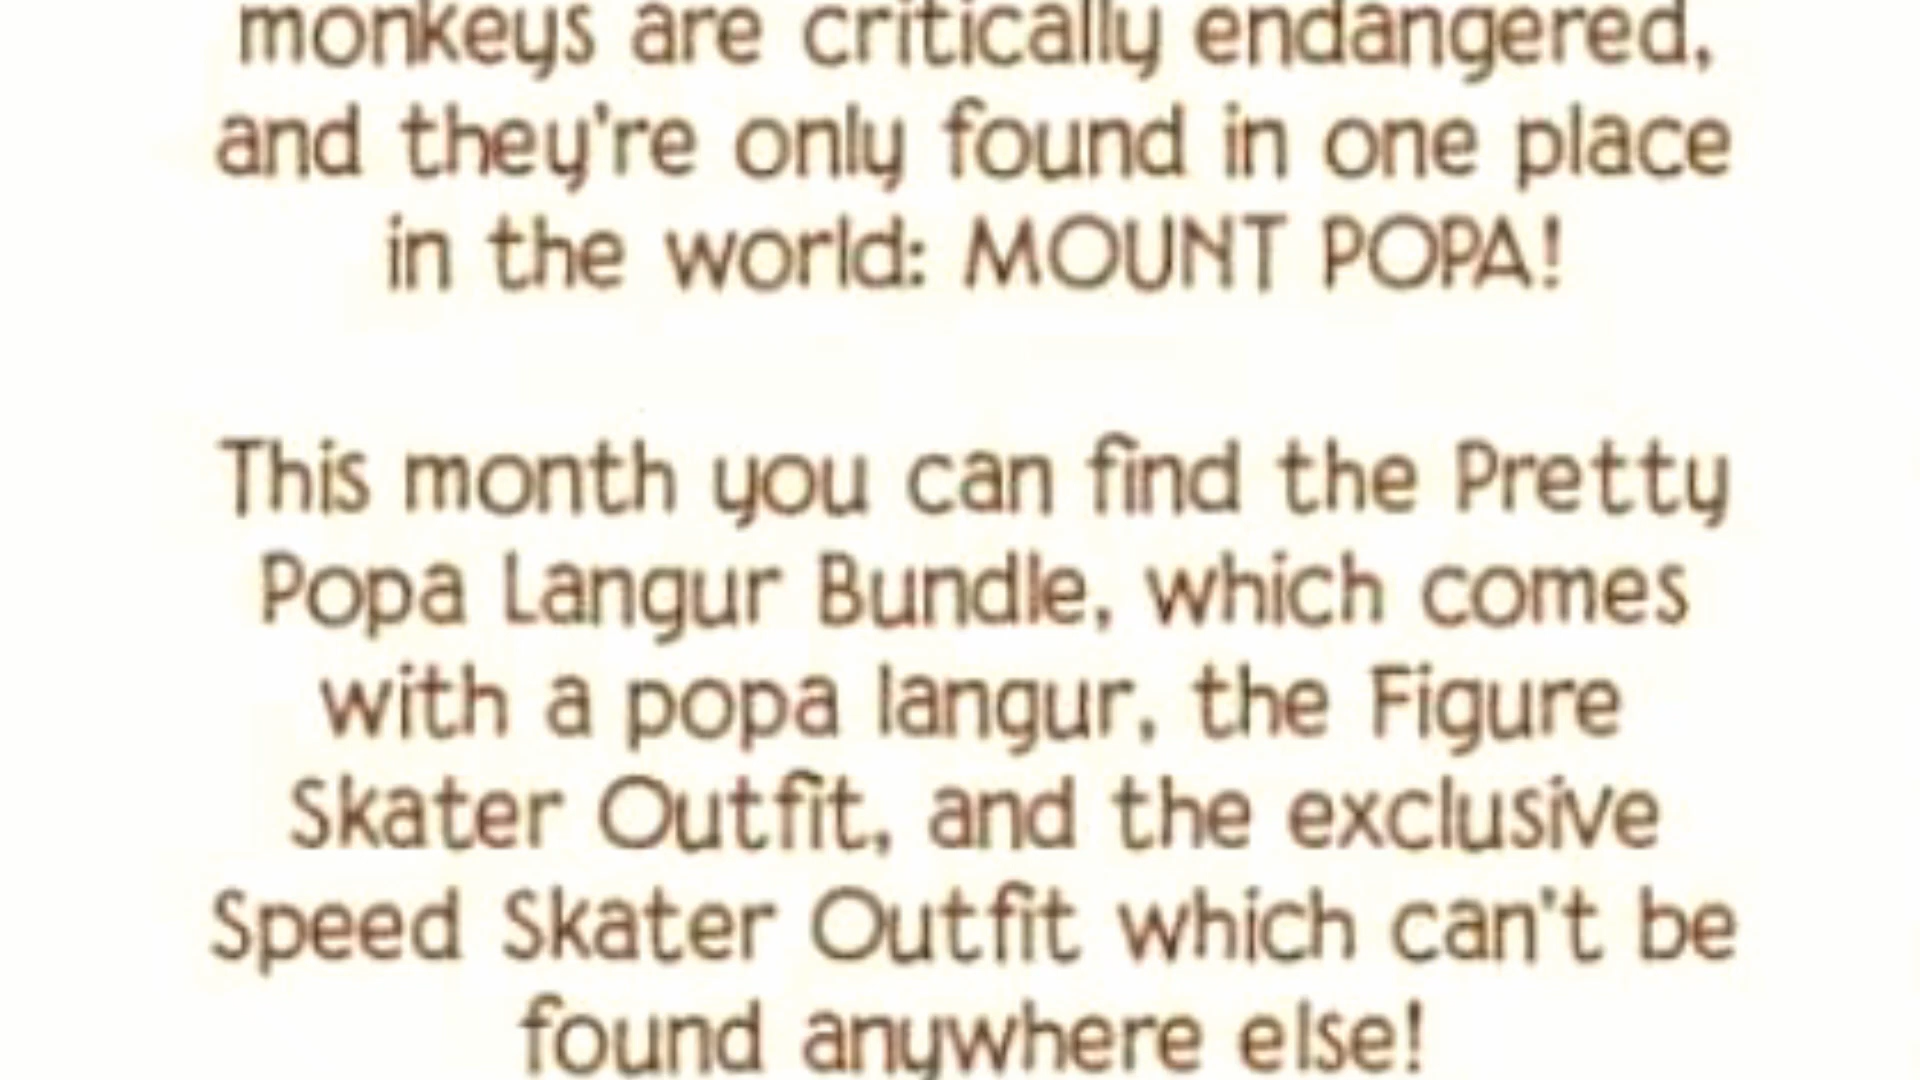 monkeys are critically endangered,
and they're only found in one place
in the world: MOUNT POPA!
This month you can find the Pretty
Popa Langur Bundle, which comes
with a popa langur, the Figure
Skater Outfit, and the exclusive
Speed Skater Outfit which can't be
found anywhere else!